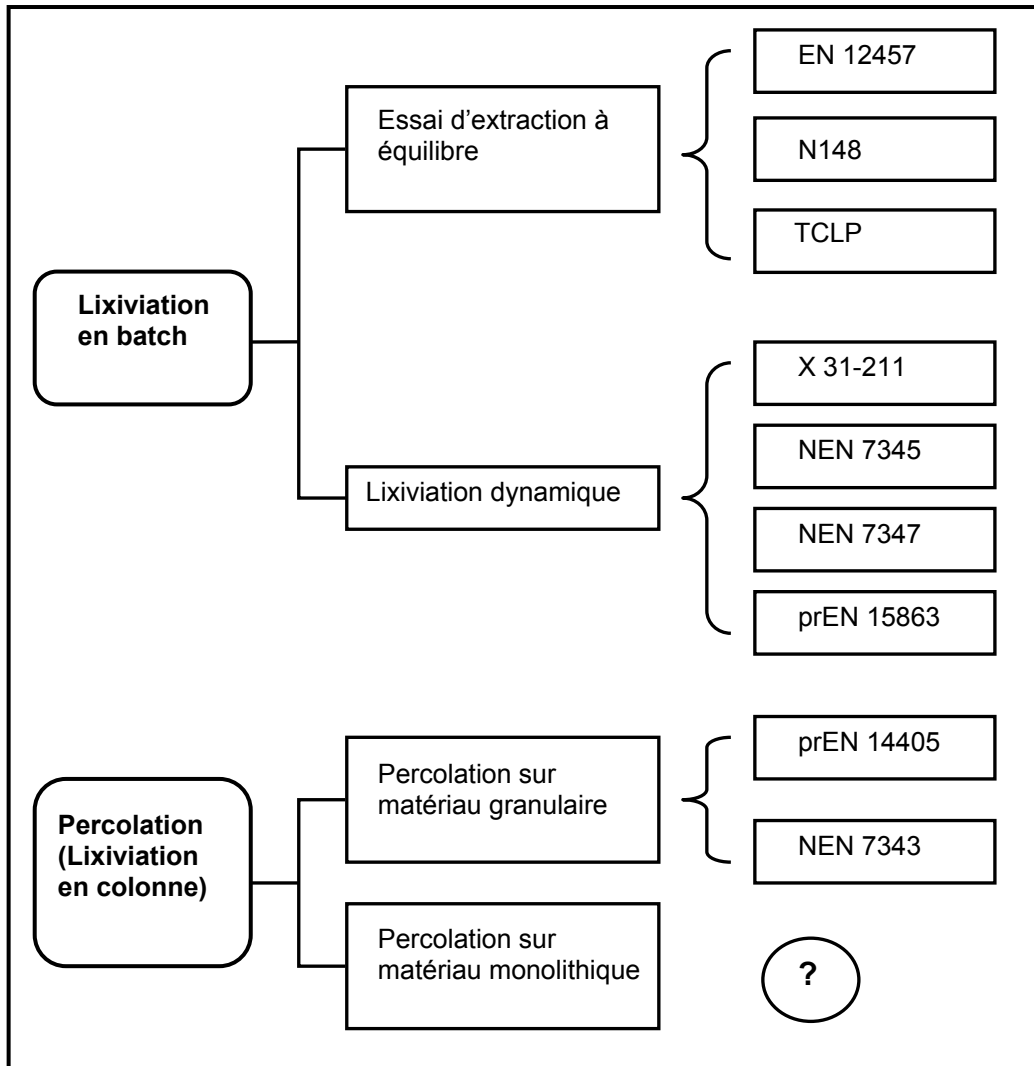 EN 12457
Essai d’extraction à
équilibre
N148
TCLP
Lixiviation
en batch
X 31-211
NEN 7345
Lixiviation dynamique
NEN 7347
prEN 15863
prEN 14405
Percolation sur
matériau granulaire
Percolation
(Lixiviation
en colonne)
NEN 7343
Percolation sur
matériau monolithique
?